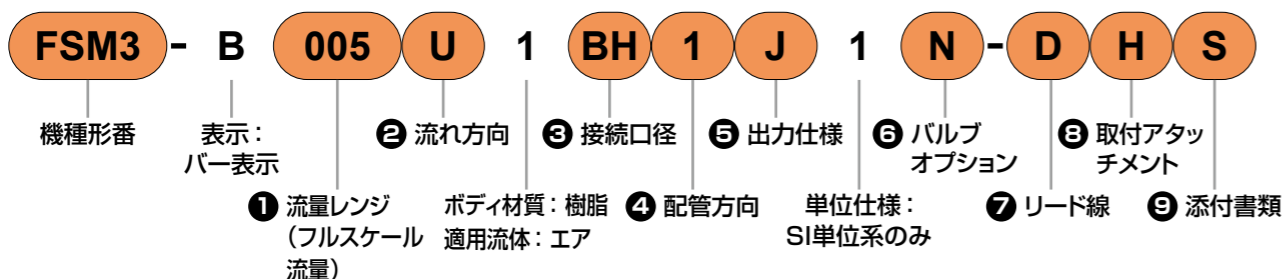 FSM3 - B 005 U 1 BH 1 J 1 N - D H S
機種形番
表示：
バー表示
❶ 流量レンジ
（フルスケール
流量）
❷ 流れ方向
ボディ材質：樹脂
適用流体：エア
❸ 接続口径
❹ 配管方向
❺ 出力仕様
単位仕様：
SI単位系のみ
❻ バルブ
オプション
❼ リード線
❽ 取付アタッ
チメント
❾ 添付書類